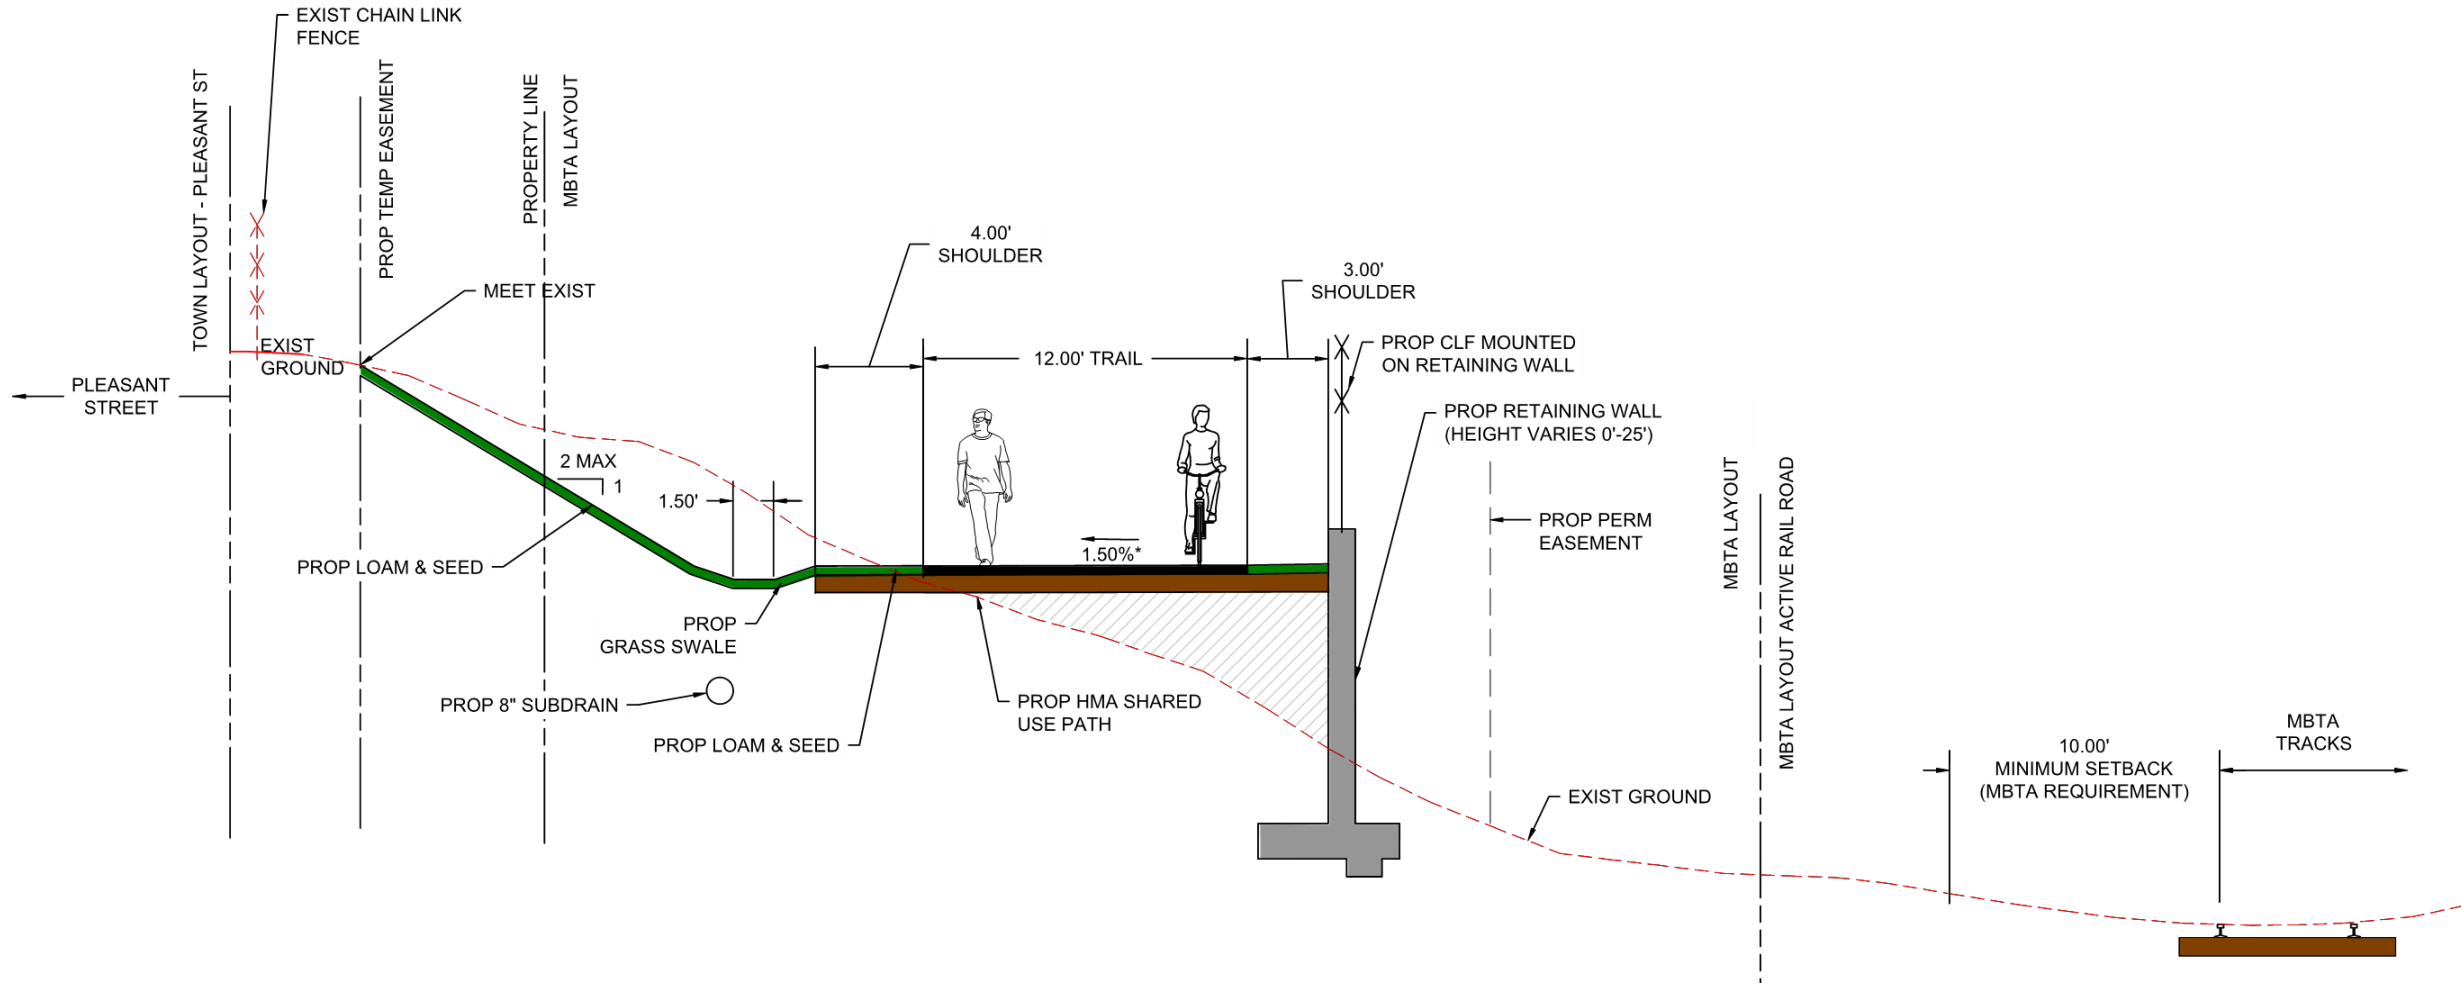 EXIST CHAIN LINK
FENCE
TOWN LAYOUT - PLEASANT ST
PROP TEMP EASEMENT
PROPERTY LINE
MBTA LAYOUT
4.00'
SHOULDER
3.00'
SHOULDER
MEET EXIST
EXIST
GROUND
12.00' TRAIL
PROP CLF MOUNTED
ON RETAINING WALL
PLEASANT
STREET
PROP RETAINING WALL
(HEIGHT VARIES 0'-25')
2 MAX
1
1.50'
PROP PERM
EASEMENT
MBTA LAYOUT
MBTA LAYOUT ACTIVE RAIL ROAD
1.50%*
PROP LOAM & SEED
PROP
GRASS SWALE
PROP 8" SUBDRAIN
PROP LOAM & SEED
PROP HMA SHARED
USE PATH
EXIST GROUND
10.00'
MINIMUM SETBACK
(MBTA REQUIREMENT)
MBTA
TRACKS